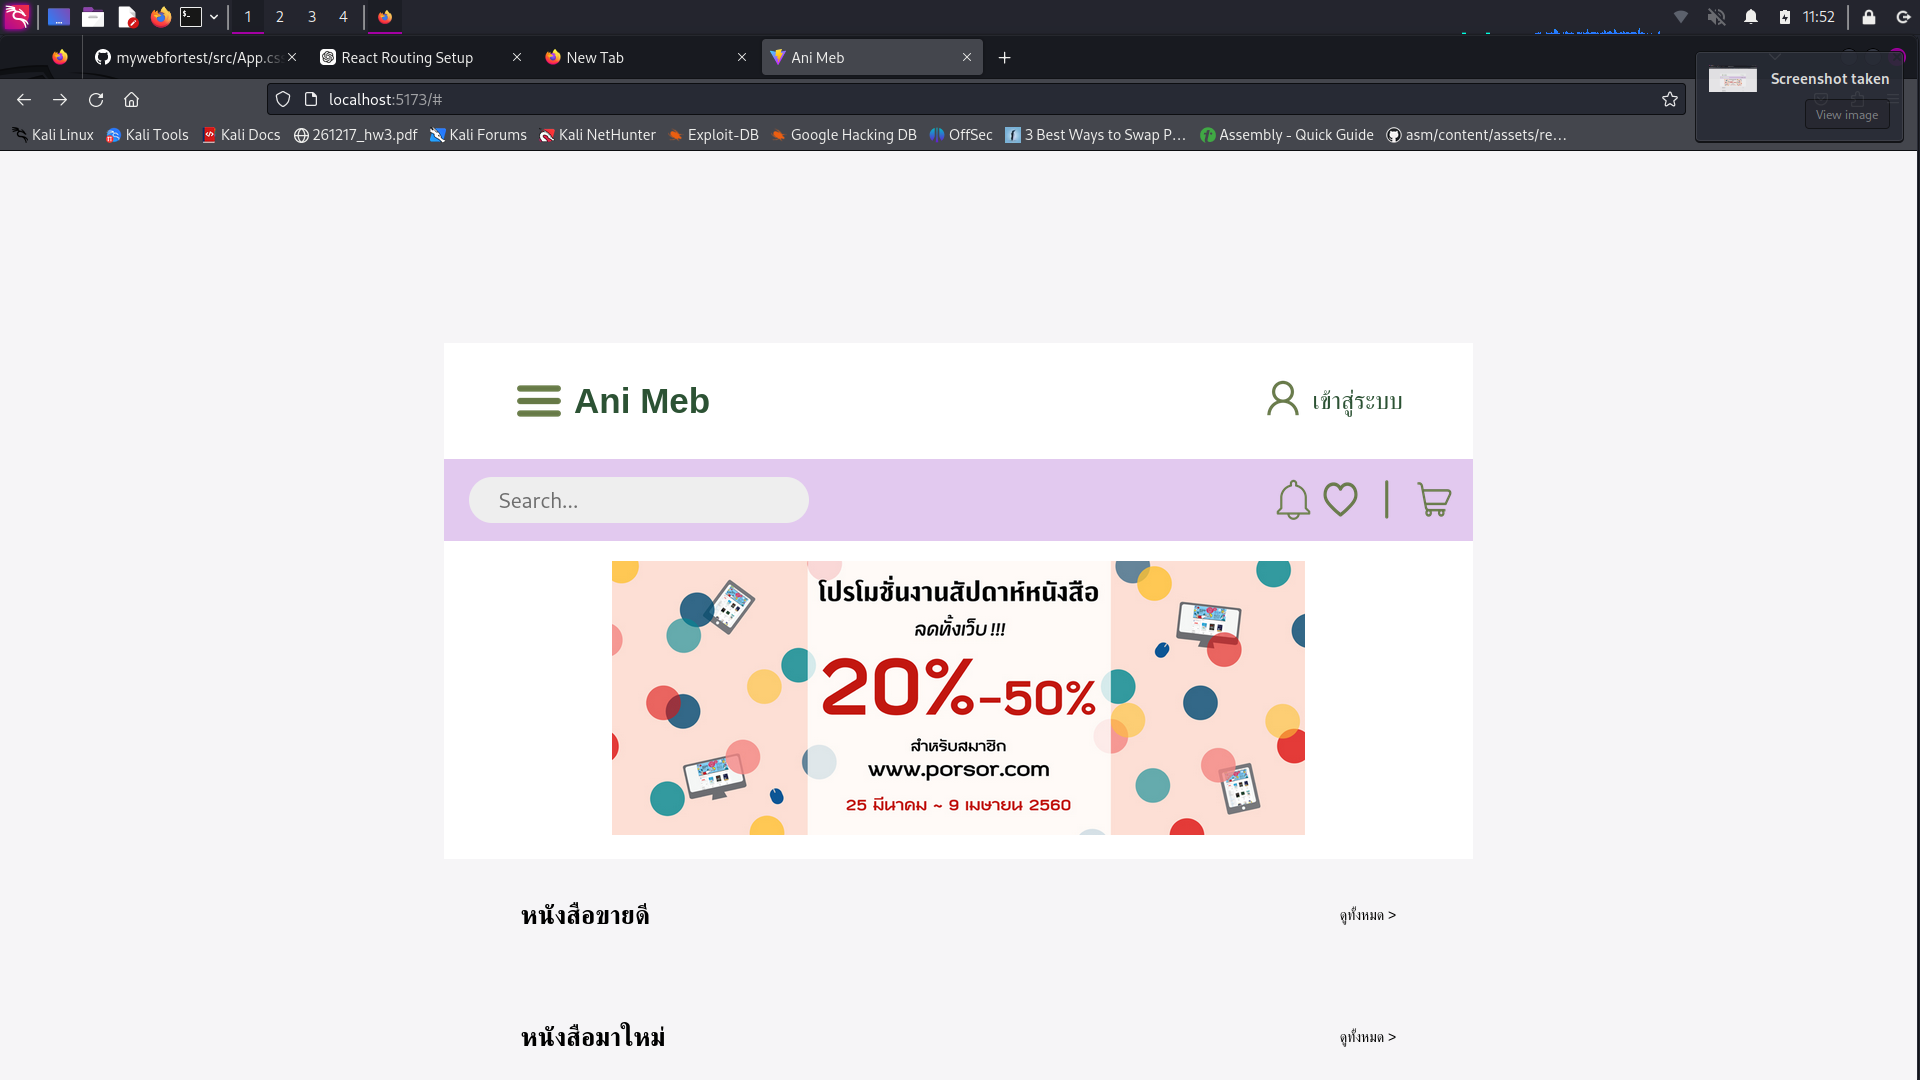 1 2 3 4 11:52
mywebfortest/src/App.cs React Routing Setup New Tab Ani Meb
Screenshot taken
View image
localhost:5173/#
Kali Linux Kali Tools Kali Docs 261217_hw3.pdf Kali Forums Kali NetHunter Exploit-DB Google Hacking DB OffSec 3 Best Ways to Swap P… Assembly - Quick Guide asm/content/assets/re…
Ani Meb เข้าสู่ระบบ
Search...
โปรโมชั่นงานสัปดาห์หนังสือ
ลดทั้งเว็บ !!!
20%-50%
สำหรับสมาชิก
www.porsor.com
25 มีนาคม ~ 9 เมษายน 2560
หนังสือขายดี ดูทั้งหมด >
หนังสือมาใหม่ ดูทั้งหมด >